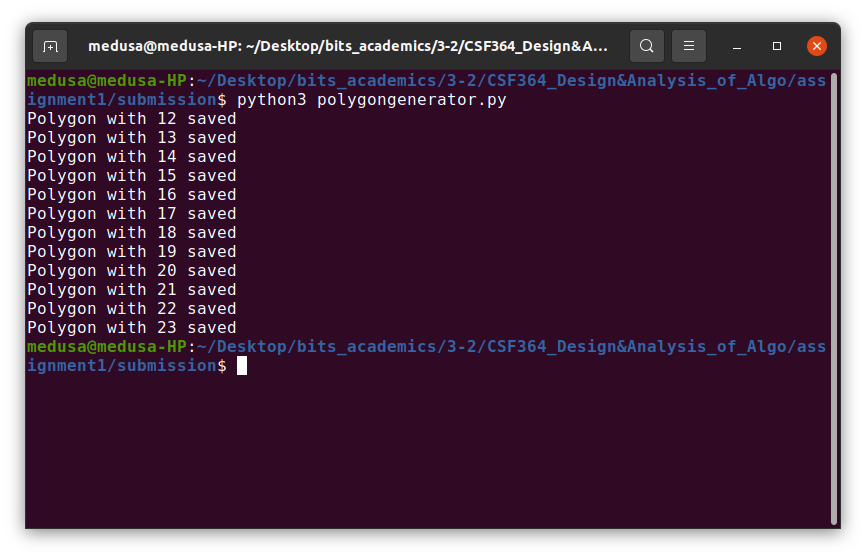 medusa@medusa-HP: ~/Desktop/bits_academics/3-2/CSF364_Design&A...
medusa@medusa-HP:~/Desktop/bits_academics/3-2/CSF364_Design&Analysis_of_Algo/ass
ignment1/submission$ python3 polygongenerator.py
Polygon with 12 saved
Polygon with 13 saved
Polygon with 14 saved
Polygon with 15 saved
Polygon with 16 saved
Polygon with 17 saved
Polygon with 18 saved
Polygon with 19 saved
Polygon with 20 saved
Polygon with 21 saved
Polygon with 22 saved
Polygon with 23 saved
medusa@medusa-HP:~/Desktop/bits_academics/3-2/CSF364_Design&Analysis_of_Algo/ass
ignment1/submission$